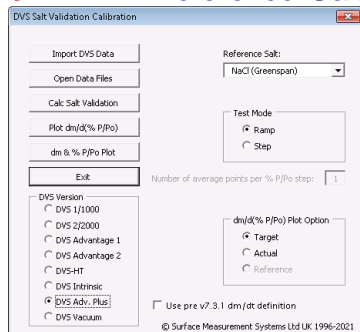 DVS Salt Validation Calibration
Import DVS Data
Open Data Files
Calc Salt Validation
Plot dm/d(% P/Po)
dm & % P/Po Plot
Exit
DVS Version
DVS 1/1000
DVS 2/2000
DVS Advantage 1
DVS Advantage 2
DVS-HT
DVS Intrinsic
DVS Adv. Plus
DVS Vacuum
Reference Salt:
NaCl (Greenspan)
Test Mode
Ramp
Step
Number of average points per % P/Po step: 1
dm/d(% P/Po) Plot Option
Target
Actual
Reference
Use pre v7.3.1 dm/dt definition
© Surface Measurement Systems Ltd UK 1996-2021